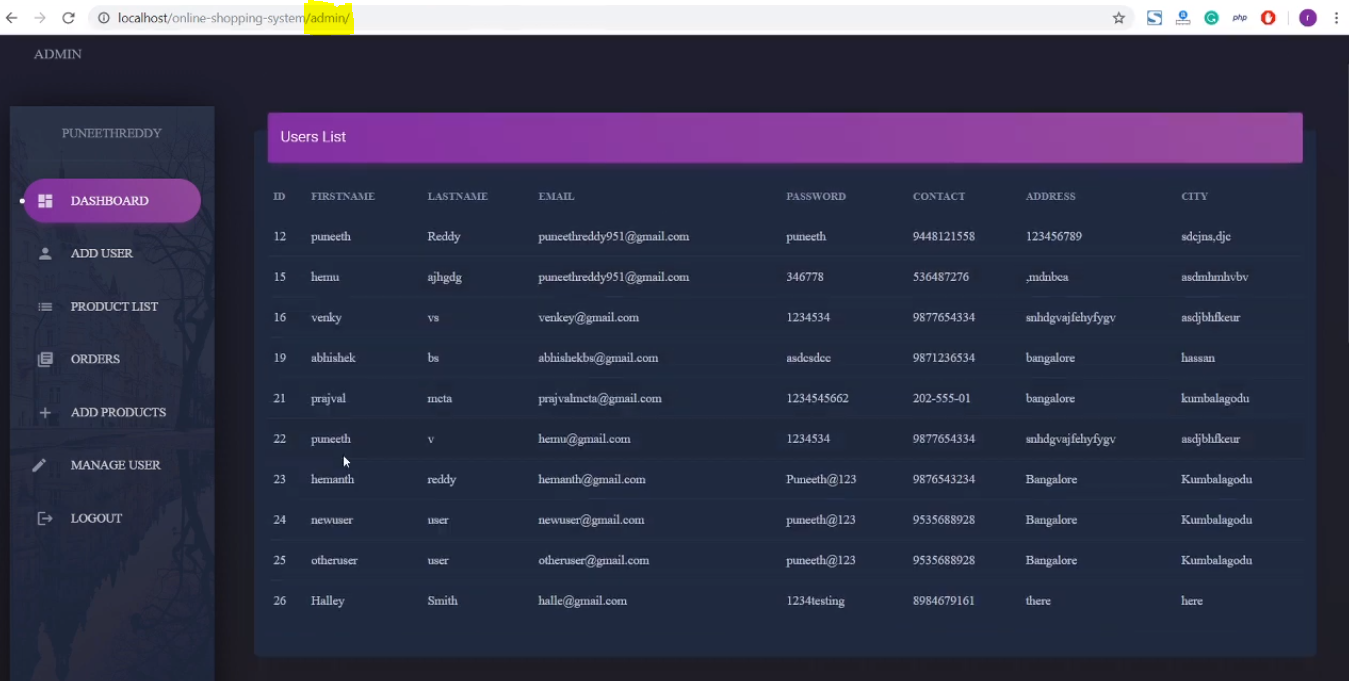 localhost/online-shopping-system/admin/
php
r
ADMIN
PUNEETHREDDY
DASHBOARD
ADD USER
PRODUCT LIST
ORDERS
ADD PRODUCTS
MANAGE USER
LOGOUT
Users List
ID FIRSTNAME LASTNAME EMAIL PASSWORD CONTACT ADDRESS CITY
12 puneeth Reddy puneethreddy951@gmail.com puneeth 9448121558 123456789 sdcjns,djc
15 hemu ajhgdg puneethreddy951@gmail.com 346778 536487276 ,mdnbca asdmhmhvbv
16 venky vs venkey@gmail.com 1234534 9877654334 snhdgvajfehyfygv asdjbhfkeur
19 abhishek bs abhishekbs@gmail.com asdcsdcc 9871236534 bangalore hassan
21 prajval mcta prajvalmcta@gmail.com 1234545662 202-555-01 bangalore kumbalagodu
22 puneeth v hemu@gmail.com 1234534 9877654334 snhdgvajfehyfygv asdjbhfkeur
23 hemanth reddy hemanth@gmail.com Puneeth@123 9876543234 Bangalore Kumbalagodu
24 newuser user newuser@gmail.com puneeth@123 9535688928 Bangalore Kumbalagodu
25 otheruser user otheruser@gmail.com puneeth@123 9535688928 Bangalore Kumbalagodu
26 Halley Smith halle@gmail.com 1234testing 8984679161 there here